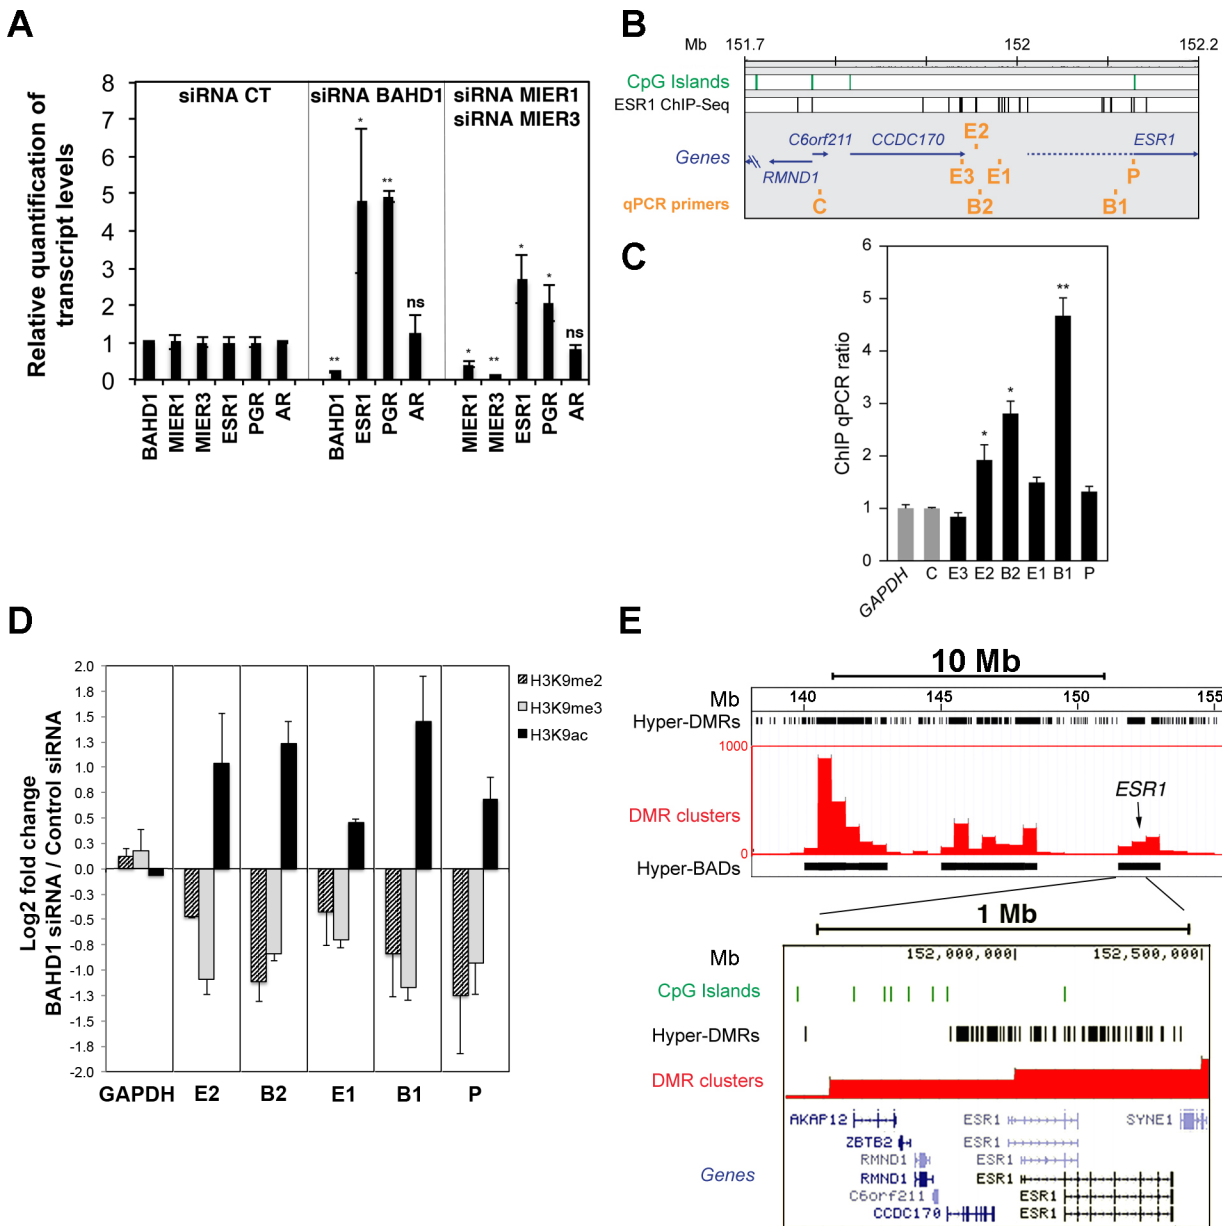 A
Relative quantification of
transcript levels
8
7
6
5
4
3
2
1
0
siRNA CT
siRNA BAHD1
siRNA MIER1
siRNA MIER3
*
**
ns
**
*
*
ns
*
**
BAHD1
MIER1
MIER3
ESR1
PGR
AR
BAHD1
ESR1
PGR
AR
MIER1
MIER3
ESR1
PGR
AR
B
Mb
151.7
152
152.2
CpG Islands
ESR1 ChIP-Seq
Genes
qPCR primers
C6orf211
CCDC170
E2
ESR1
RMND1
E3
E1
P
C
B2
B1
C
ChIP qPCR ratio
6
5
4
3
2
1
0
*
*
**
GAPDH
C
E3
E2
B2
E1
B1
P
D
Log2 fold change
BAHD1 siRNA / Control siRNA
2.0
1.8
1.5
1.3
1.0
0.8
0.5
0.3
0.0
-0.3
-0.5
-0.8
-1.0
-1.3
-1.5
-1.8
-2.0
H3K9me2
H3K9me3
H3K9ac
GAPDH
E2
B2
E1
B1
P
E
10 Mb
Mb
140
145
150
155
Hyper-DMRs
1000
DMR clusters
ESR1
0
Hyper-BADs
1 Mb
Mb
152,000,000
152,500,000
CpG Islands
Hyper-DMRs
DMR clusters
Genes
AKAP12
ESR1
SYNE1
ZBTB2
ESR1
RMND1
ESR1
RMND1
ESR1
C6orf211
ESR1
CCDC170
ESR1